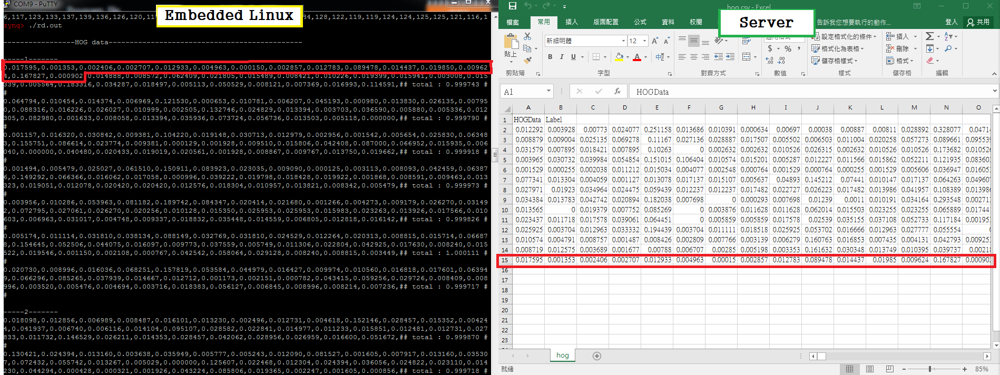 COM9 - PuTTY
Embedded Linux
zynq> ./rd.out
-----------------HOG data----------------------------------------------
-----1-------
0.017595,0.001353,0.002406,0.002707,0.012933,0.004963,0.000150,0.002857,0.012783,0.089478,0.014437,0.019850,0.00962
4,0.167827,0.000902,0.014888,0.008572,0.062409,0.021805,0.015489,0.008421,0.010226,0.019399,0.015941,0.003008,0.015
339,0.005564,0.183316,0.034287,0.018497,0.005113,0.050529,0.008121,0.007369,0.016993,0.114591,## total : 0.999743 #
#
0.064794,0.010454,0.014374,0.006969,0.121530,0.000653,0.010781,0.006207,0.045193,0.000980,0.013830,0.026135,0.00795
0,0.088316,0.016226,0.026027,0.010999,0.002505,0.132746,0.024829,0.013394,0.003703,0.036590,0.005880,0.005336,0.012
305,0.082980,0.001633,0.008058,0.013394,0.035936,0.073724,0.056736,0.013503,0.005118,0.000000,## total : 0.999790 #
#
0.001157,0.016320,0.030842,0.009381,0.104220,0.019148,0.030713,0.012979,0.002956,0.001542,0.005654,0.025830,0.06348
3,0.155751,0.086614,0.023774,0.009381,0.000129,0.001928,0.009510,0.015806,0.042408,0.087000,0.066952,0.015935,0.006
040,0.000000,0.040480,0.020433,0.019019,0.020561,0.001928,0.008867,0.009767,0.013750,0.019662,## total : 0.999918 #
#
0.001494,0.005479,0.025027,0.061510,0.150911,0.083923,0.023035,0.009090,0.000125,0.003113,0.008093,0.042459,0.06387
6,0.149292,0.066366,0.016062,0.017058,0.000996,0.039222,0.019798,0.018428,0.019922,0.001868,0.008591,0.009463,0.013
323,0.019051,0.012078,0.020420,0.020420,0.012576,0.018304,0.010957,0.013821,0.008342,0.005479,## total : 0.999973 #
#
0.003956,0.010286,0.053963,0.081182,0.189742,0.084347,0.020414,0.021680,0.001266,0.004273,0.009179,0.026270,0.03149
2,0.072795,0.027061,0.026270,0.020256,0.010128,0.015350,0.025953,0.025953,0.015983,0.023263,0.013926,0.017566,0.010
603,0.006963,0.031017,0.004748,0.009337,0.018832,0.035448,0.014559,0.006805,0.012818,0.016142,## total : 0.999826 #
#
0.005174,0.011114,0.031810,0.038134,0.088149,0.032769,0.031810,0.024529,0.012264,0.020313,0.008815,0.015714,0.06687
8,0.154645,0.052506,0.044075,0.016097,0.009773,0.037559,0.005749,0.011306,0.022804,0.042925,0.017630,0.008240,0.015
522,0.019546,0.001150,0.002108,0.000767,0.042542,0.058064,0.029128,0.008240,0.008815,0.003449,## total : 1.000111 #
#
0.020730,0.008996,0.016036,0.068251,0.157819,0.053584,0.044979,0.016427,0.009974,0.010560,0.016818,0.017601,0.06394
9,0.066296,0.085265,0.037939,0.014667,0.012712,0.001173,0.002151,0.000782,0.043415,0.059256,0.029726,0.008409,0.008
996,0.003520,0.005476,0.004694,0.003716,0.018383,0.056127,0.006845,0.008996,0.008214,0.007236,## total : 0.999717 #
#
-----2-------
0.018098,0.012856,0.006989,0.008487,0.016101,0.013230,0.002496,0.012731,0.004618,0.152146,0.028457,0.015352,0.00424
4,0.041937,0.006740,0.006116,0.014104,0.095107,0.028582,0.022841,0.014977,0.011233,0.015851,0.012481,0.012731,0.027
833,0.011732,0.146529,0.026211,0.014353,0.028457,0.042062,0.028956,0.026959,0.016600,0.051672,## total : 0.999870 #
#
0.130421,0.024394,0.013160,0.003638,0.035949,0.005777,0.005243,0.012090,0.081527,0.001605,0.007917,0.013160,0.03530
7,0.072432,0.055742,0.013267,0.005029,0.000000,0.125607,0.022468,0.012304,0.024394,0.036056,0.024822,0.023110,0.014
230,0.044294,0.000428,0.000321,0.001926,0.043224,0.085806,0.019365,0.002247,0.001605,0.000856,## total : 0.999718 #
hog.csv - Excel
Server
檔案 常用 插入 版面配置 公式 資料 校閱 告訴我您想要執行的動作... 登入 共用
貼上 新細明體 12 設定格式化的條件 插入
B I U 中 $ % 格式化為表格 刪除
儲存格樣式 格式
剪貼簿 字型 對齊方式 數值 樣式 儲存格 編輯
A1 fx HOGData
A B C D E F G H I J K L M N O
1 HOGData Label
2 0.012292 0.003928 0.00773 0.024077 0.251158 0.013686 0.010391 0.000634 0.00697 0.00038 0.00887 0.00811 0.028892 0.328077 0.0471
3 0.008879 0.009004 0.025135 0.069278 0.11167 0.027136 0.028887 0.017507 0.005502 0.006503 0.011004 0.020258 0.057273 0.089661 0.09553
4 0.031579 0.007895 0.018421 0.007895 0.10263 0 0.002632 0.002632 0.010526 0.026315 0.002632 0.010526 0.010526 0.173682 0.01052
5 0.003965 0.030732 0.039984 0.054854 0.151015 0.106404 0.010574 0.015201 0.005287 0.012227 0.011566 0.015862 0.052211 0.121935 0.08360
6 0.001529 0.000255 0.002038 0.011212 0.015034 0.004077 0.002548 0.000764 0.001529 0.000764 0.000255 0.001529 0.005606 0.036947 0.01605
7 0.077341 0.013304 0.004059 0.001127 0.013078 0.017137 0.015107 0.005637 0.04893 0.145212 0.07441 0.010147 0.017137 0.064263 0.04960
8 0.027971 0.01923 0.034964 0.024475 0.059439 0.012237 0.012237 0.017482 0.022727 0.026223 0.017482 0.013986 0.041957 0.108389 0.01398
9 0.034384 0.013783 0.042742 0.020894 0.182038 0.007698 0 0.000293 0.007698 0.01239 0.0011 0.010191 0.034164 0.293548 0.00271
10 0.013565 0 0.019379 0.007752 0.085269 0 0.003876 0.011628 0.011628 0.062014 0.015503 0.023255 0.023255 0.065889 0.01744
11 0.023437 0.011718 0.017578 0.039061 0.064451 0 0.005859 0.005859 0.017578 0.02539 0.035155 0.037108 0.052733 0.117184 0.00195
12 0.025925 0.003704 0.012963 0.033332 0.194439 0.003704 0.011111 0.018518 0.025925 0.053702 0.016666 0.012963 0.027777 0.055554
13 0.010574 0.004791 0.008757 0.001487 0.008426 0.002809 0.007766 0.003139 0.006279 0.160763 0.016853 0.007435 0.004131 0.042793 0.00925
14 0.008719 0.012575 0.003689 0.001677 0.00788 0.006707 0.00285 0.005198 0.003353 0.161632 0.030348 0.013749 0.010395 0.039737 0.0021
15 0.017595 0.001353 0.002406 0.002707 0.012933 0.004963 0.00015 0.002857 0.012783 0.089478 0.014437 0.01985 0.009624 0.167827 0.00090
16
17
18
19
20
21
22
23
hog
就緒 85%